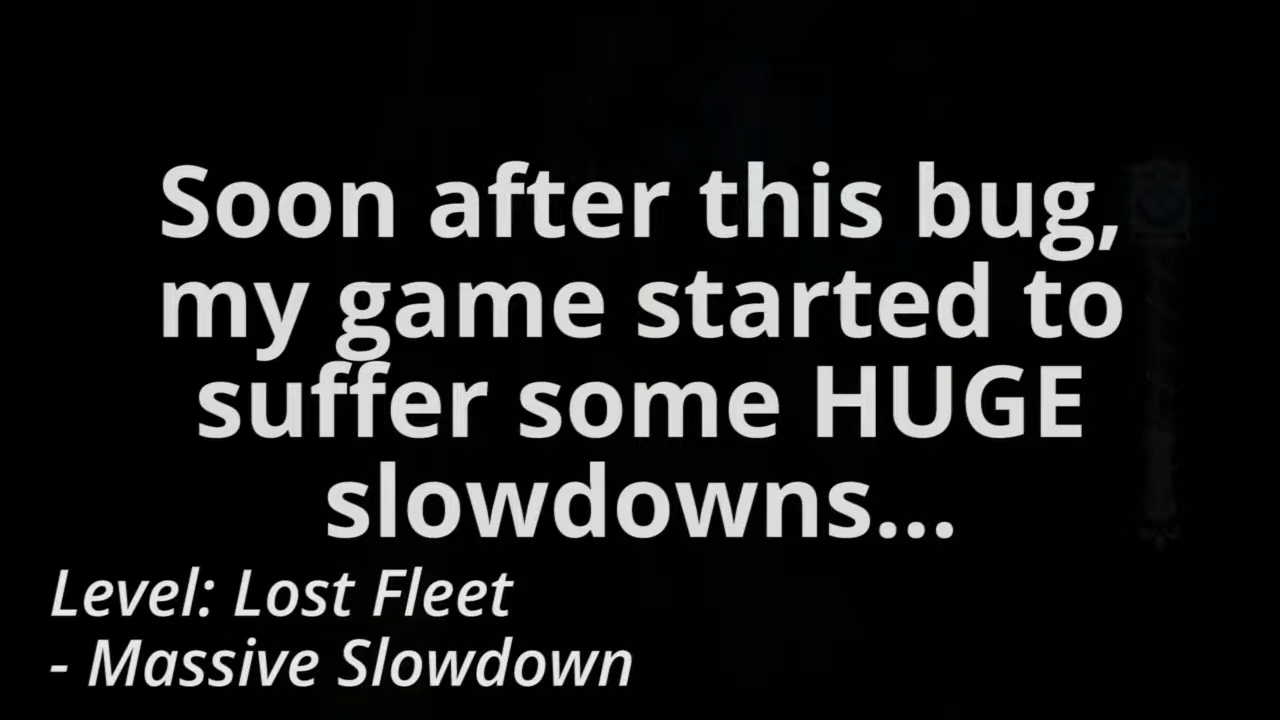 Soon after this bug,
my game started to
suffer some HUGE
slowdowns...
Level: Lost Fleet
- Massive Slowdown